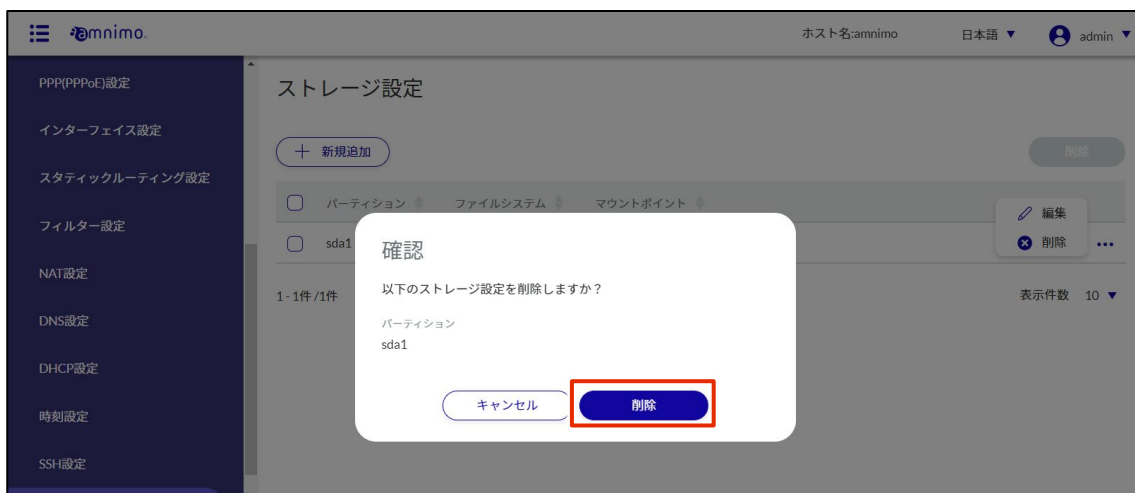 amnimo
ホスト名:amnimo
日本語 ▼
admin ▼
PPP(PPPoE)設定
インターフェイス設定
スタティックルーティング設定
フィルター設定
NAT設定
DNS設定
DHCP設定
時刻設定
SSH設定
ストレージ設定
＋ 新規追加
削除
パーティション
ファイルシステム
マウントポイント
sda1
編集
削除
1 - 1件 /1件
表示件数 10 ▼
確認
以下のストレージ設定を削除しますか？
パーティション
sda1
キャンセル
削除